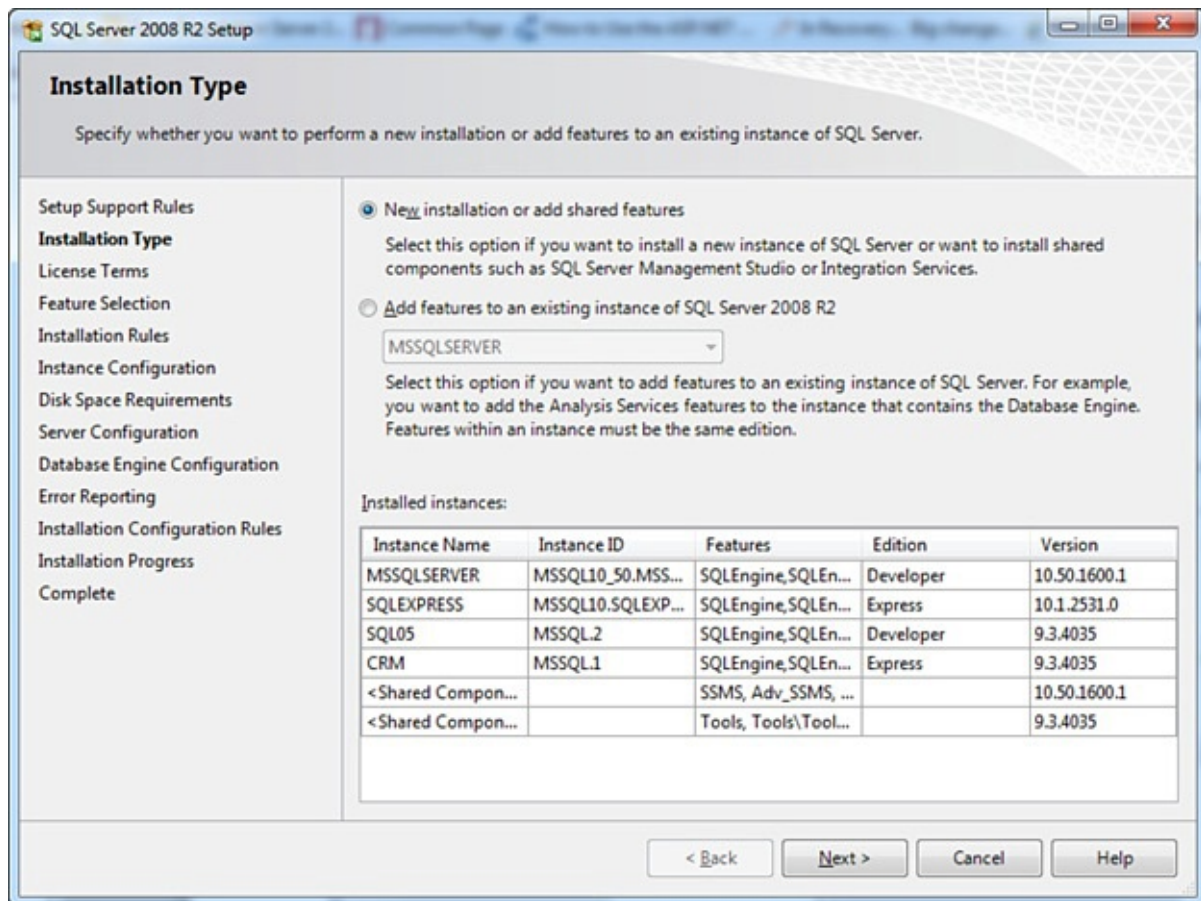 SQL Server 2008 R2 Setup
Installation Type
Specify whether you want to perform a new installation or add features to an existing instance of SQL Server.
Setup Support Rules
Installation Type
License Terms
Feature Selection
Installation Rules
Instance Configuration
Disk Space Requirements
Server Configuration
Database Engine Configuration
Error Reporting
Installation Configuration Rules
Installation Progress
Complete
New installation or add shared features
Select this option if you want to install a new instance of SQL Server or want to install shared
components such as SQL Server Management Studio or Integration Services.
Add features to an existing instance of SQL Server 2008 R2
MSSQLSERVER
Select this option if you want to add features to an existing instance of SQL Server. For example,
you want to add the Analysis Services features to the instance that contains the Database Engine.
Features within an instance must be the same edition.
Installed instances:
Instance Name Instance ID Features Edition Version
MSSQLSERVER MSSQL10_50.MSS... SQLEngine,SQLEn... Developer 10.50.1600.1
SQLEXPRESS MSSQL10.SQLEXP... SQLEngine,SQLEn... Express 10.1.2531.0
SQL05 MSSQL.2 SQLEngine,SQLEn... Developer 9.3.4035
CRM MSSQL.1 SQLEngine,SQLEn... Express 9.3.4035
<Shared Compon... SSMS, Adv_SSMS, ... 10.50.1600.1
<Shared Compon... Tools, Tools\Tool... 9.3.4035
< Back Next > Cancel Help